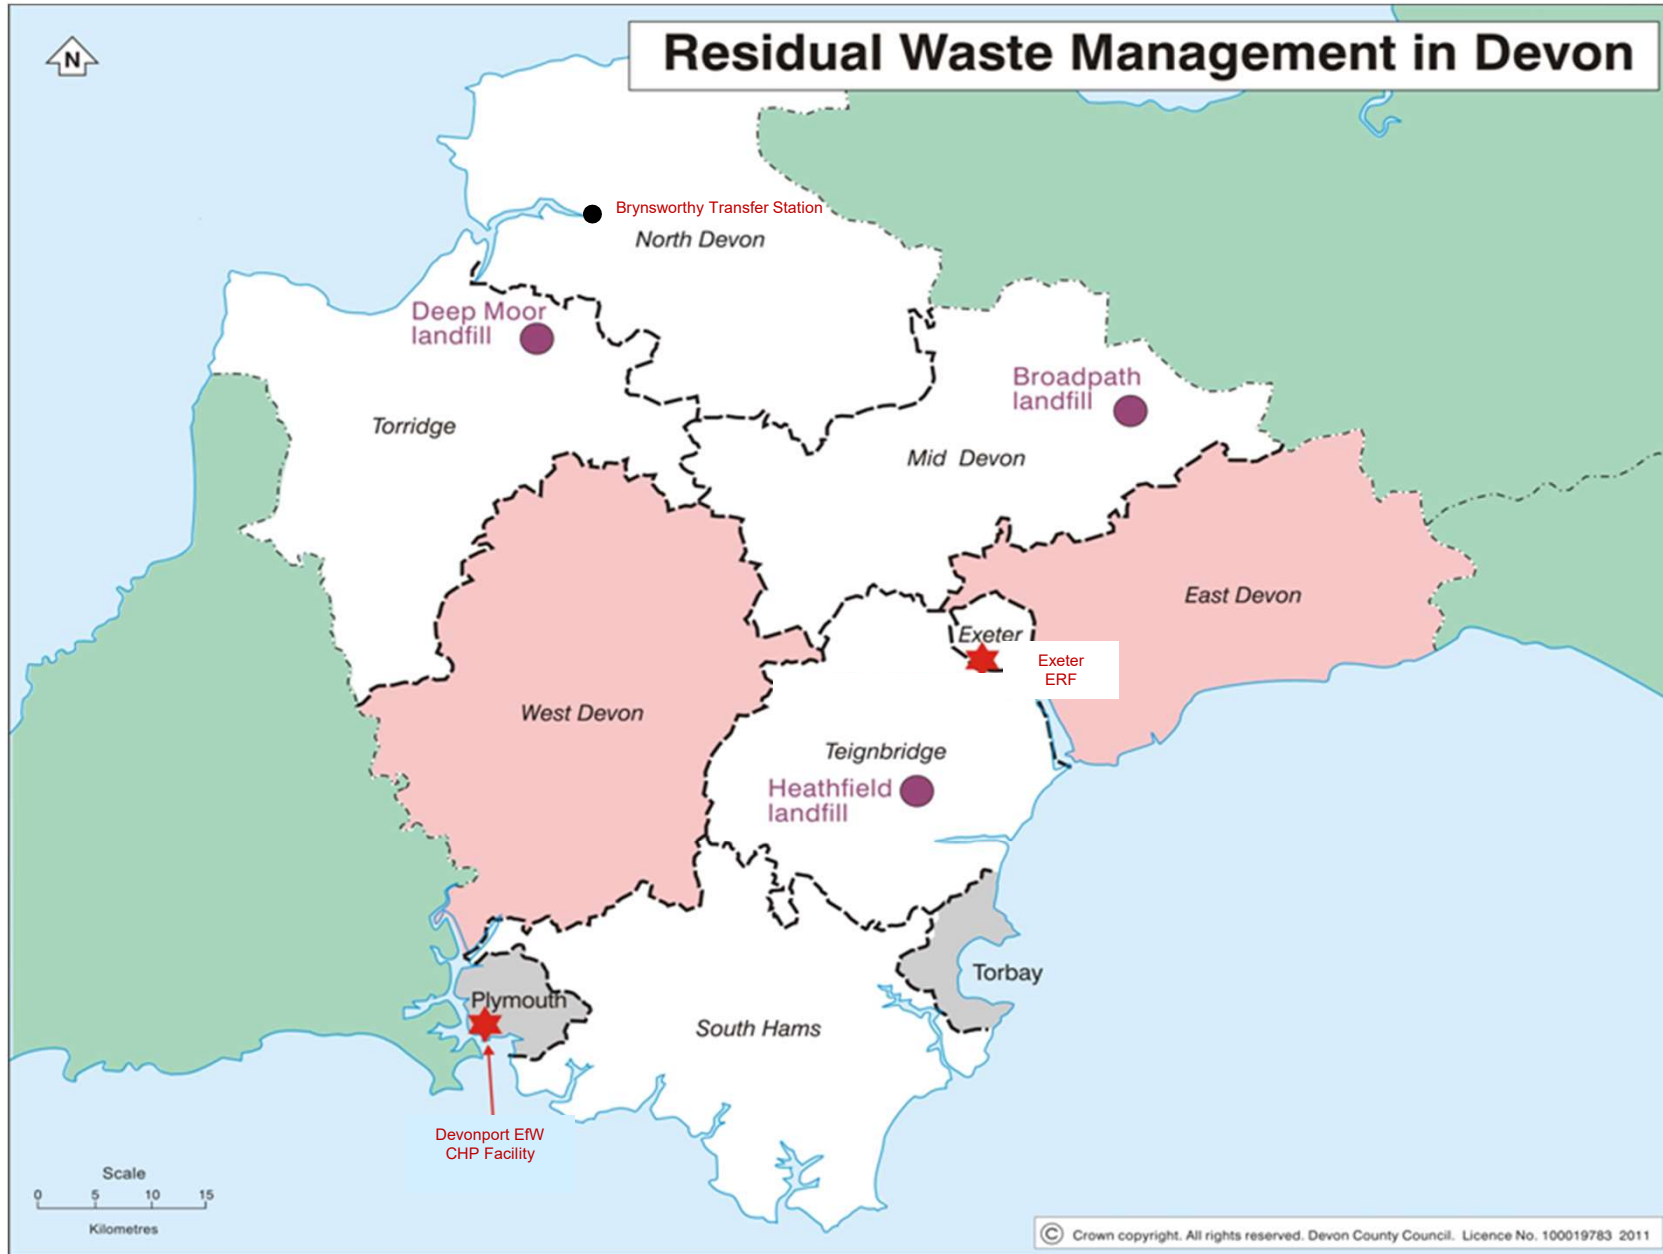 Residual Waste Management in Devon
N
Brynsworthy Transfer Station
North Devon
Deep Moor
landfill
Broadpath
landfill
Torridge
Mid Devon
East Devon
Exeter
Exeter
ERF
West Devon
Teignbridge
Heathfield
landfill
Torbay
Plymouth
South Hams
Devonport EfW
CHP Facility
Scale
0 5 10 15
Kilometres
© Crown copyright. All rights reserved. Devon County Council. Licence No. 100019783 2011